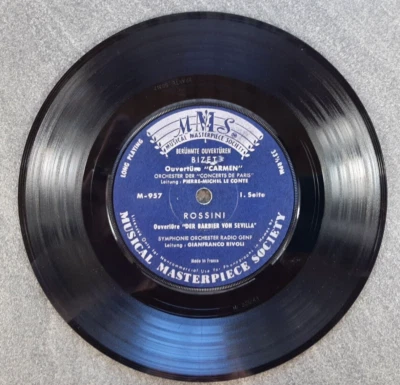 MMS
MUSICAL MASTERPIECE SOCIETY
LONG PLAYING
33⅓ RPM
BERÜHMTE OUVERTÜREN
BIZET
Ouvertüre "CARMEN"
ORCHESTER DER "CONCERTS DE PARIS"
Leitung : PIERRE-MICHEL LE CONTE
M-957
1. Seite
ROSSINI
Ouvertüre "DER BARBIER VON SEVILLA"
SYMPHONIE ORCHESTER RADIO GENF
Leitung : GIANFRANCO RIVOLI
Made in France
MUSICAL MASTERPIECE SOCIETY